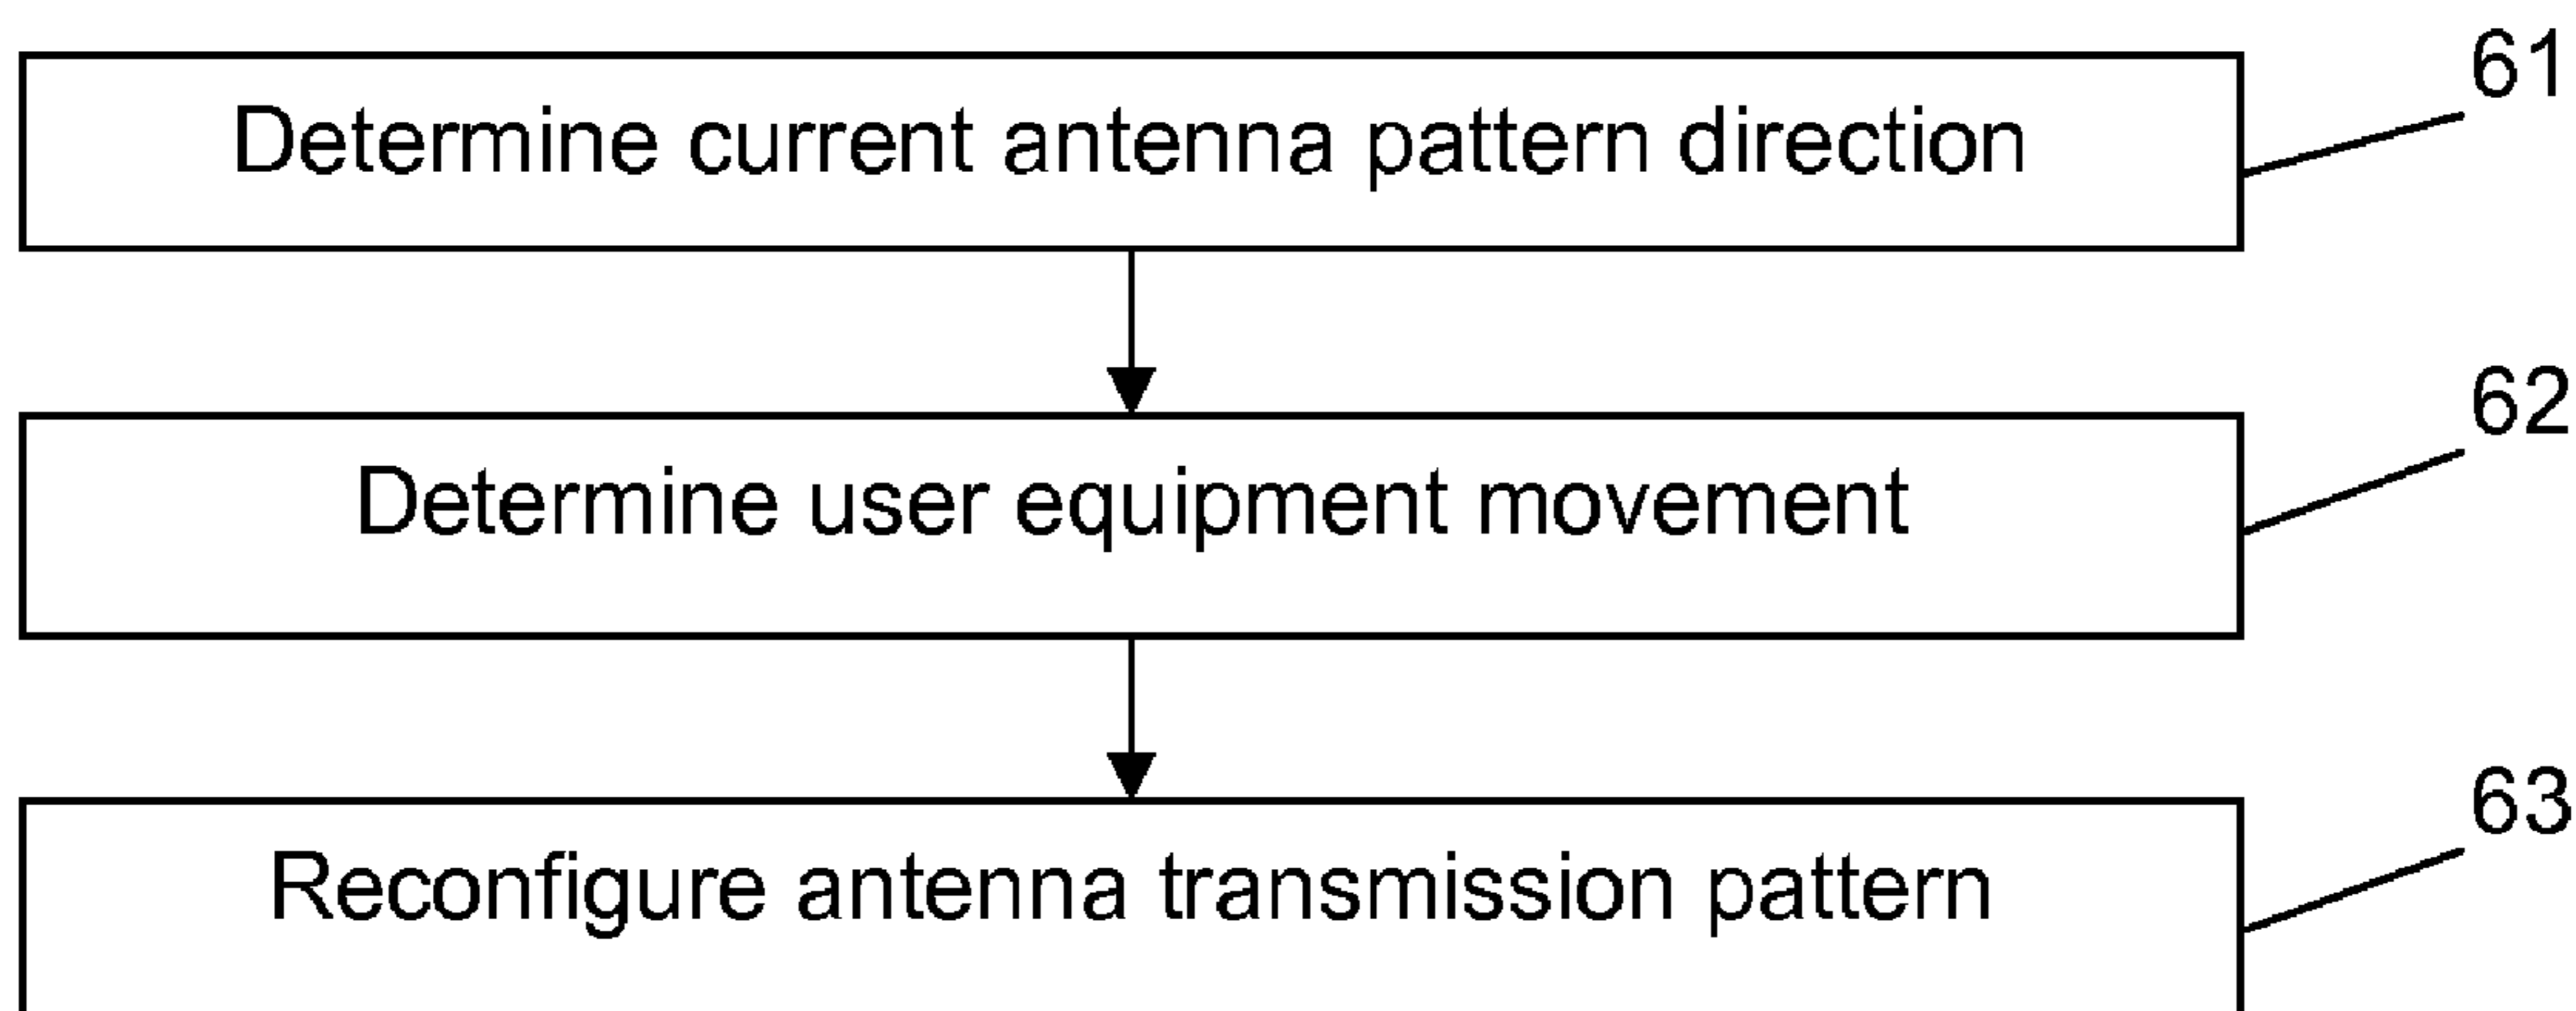 61
Determine current antenna pattern direction
62
Determine user equipment movement
63
Reconfigure antenna transmission pattern